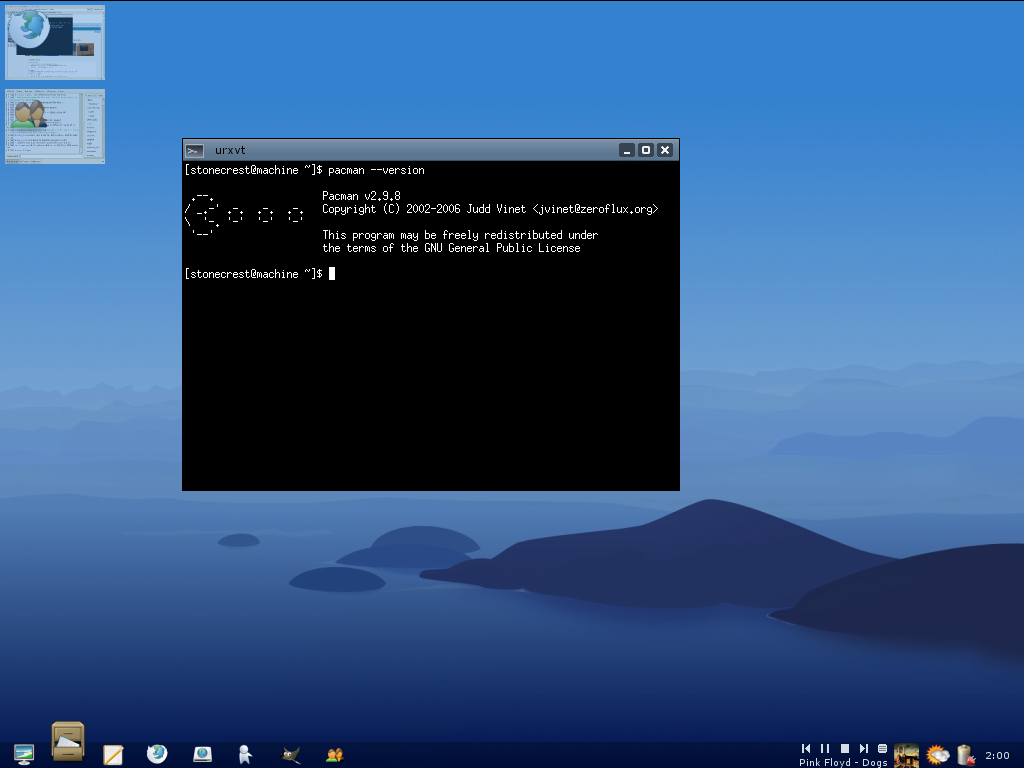 urxvt
[stonecrest@machine ~]$ pacman --version
Pacman v2.9.8
Copyright (C) 2002-2006 Judd Vinet <jvinet@zeroflux.org>
This program may be freely redistributed under
the terms of the GNU General Public License
[stonecrest@machine ~]$
Pink Floyd - Dogs
2:00